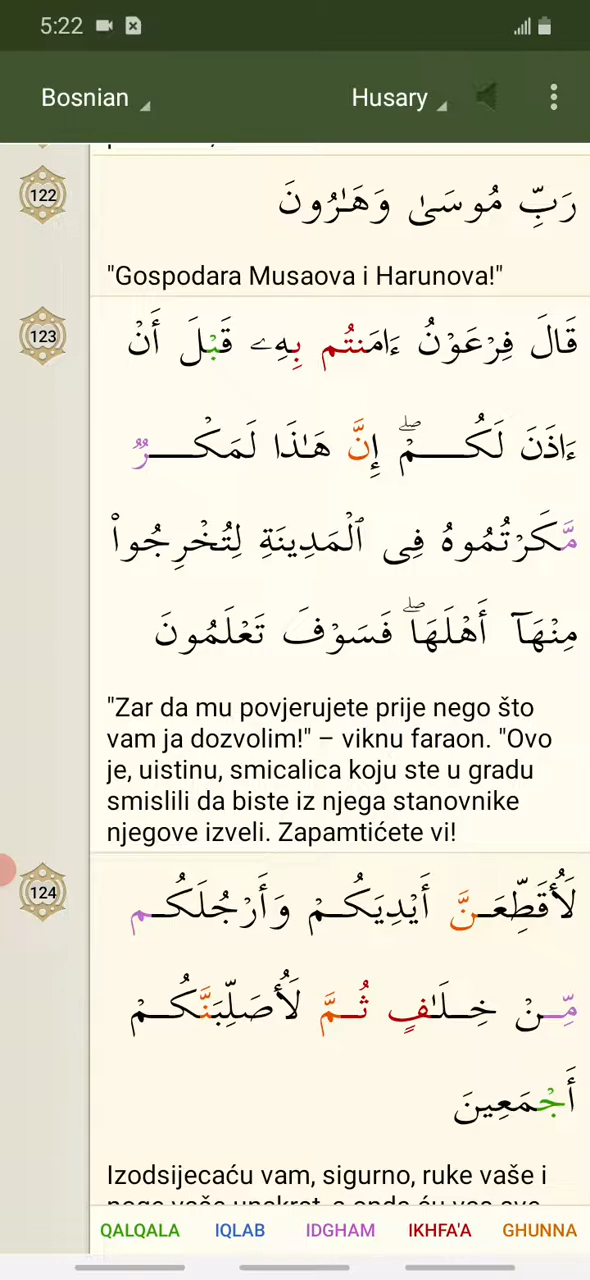 5:22
Bosnian Husary
122
رَبِّ مُوسَىٰ وَهَـٰرُونَ
"Gospodara Musaova i Harunova!"
123
قَالَ فِرْعَوْنُ ءَامَنتُم بِهِۦ قَبْلَ أَنْ
ءَاذَنَ لَكُمْ ۖ إِنَّ هَـٰذَا لَمَكْرٌ
مَّكَرْتُمُوهُ فِى ٱلْمَدِينَةِ لِتُخْرِجُوا۟
مِنْهَآ أَهْلَهَا ۖ فَسَوْفَ تَعْلَمُونَ
"Zar da mu povjerujete prije nego što
vam ja dozvolim!" – viknu faraon. "Ovo
je, uistinu, smicalica koju ste u gradu
smislili da biste iz njega stanovnike
njegove izveli. Zapamtićete vi!
124
لَأُقَطِّعَنَّ أَيْدِيَكُمْ وَأَرْجُلَكُم
مِّنْ خِلَـٰفٍ ثُمَّ لَأُصَلِّبَنَّكُمْ
أَجْمَعِينَ
Izodsijecaću vam, sigurno, ruke vaše i
QALQALA IQLAB IDGHAM IKHFA'A GHUNNA